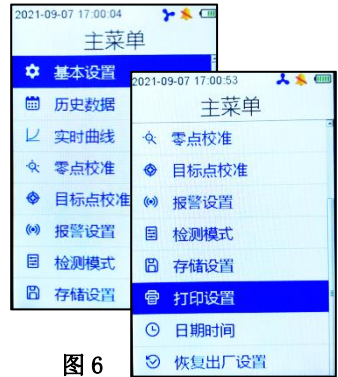 2021-09-07 17:00:04
主菜单
基本设置
历史数据
实时曲线
零点校准
目标点校准
报警设置
检测模式
存储设置
2021-09-07 17:00:53
主菜单
零点校准
目标点校准
报警设置
检测模式
存储设置
打印设置
日期时间
恢复出厂设置
图6